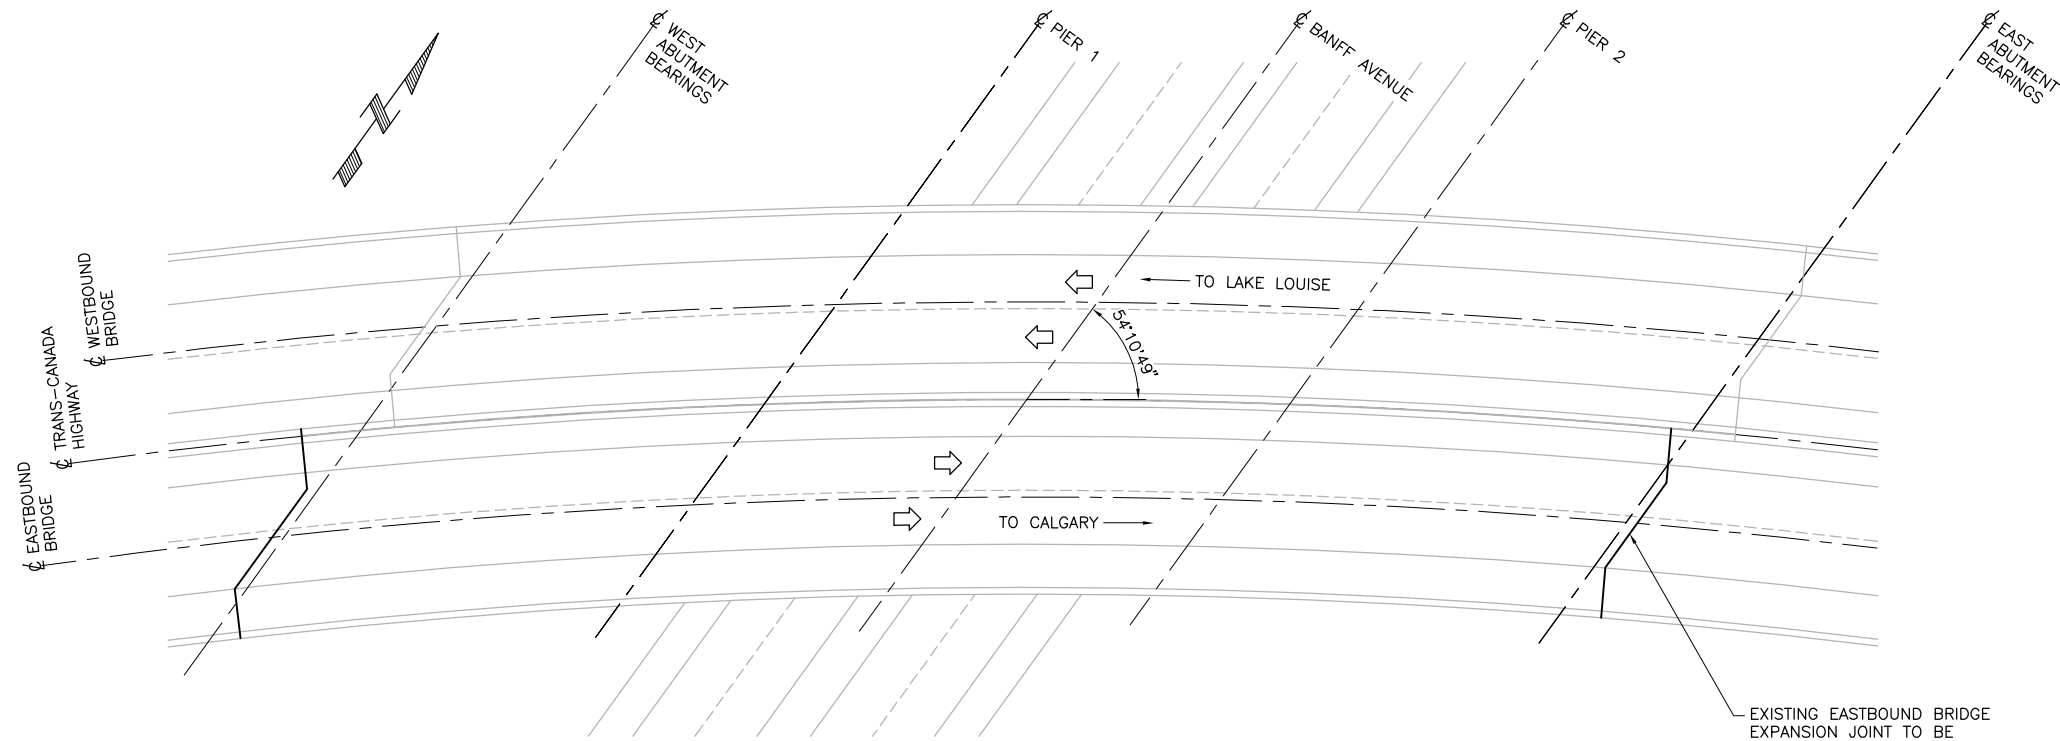 ℄ WEST
ABUTMENT
BEARINGS
℄ PIER 1
℄ BANFF AVENUE
℄ PIER 2
℄ EAST
ABUTMENT
BEARINGS
℄ WESTBOUND
BRIDGE
TO LAKE LOUISE
54°10'49"
℄ TRANS-CANADA
HIGHWAY
℄ EASTBOUND
BRIDGE
TO CALGARY
EXISTING EASTBOUND BRIDGE
EXPANSION JOINT TO BE